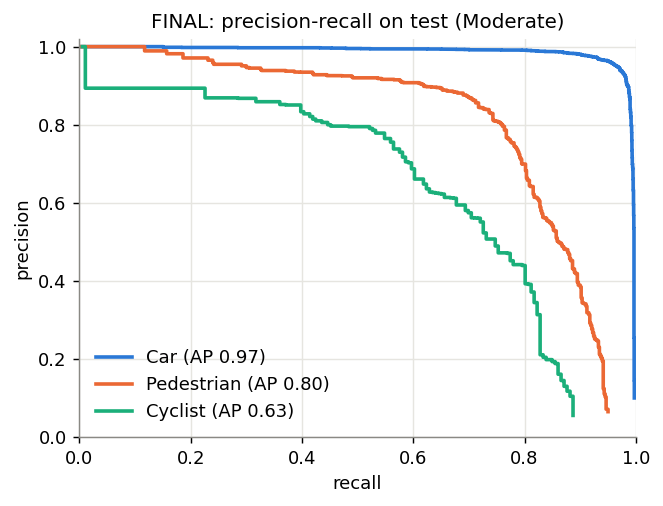 FINAL: precision-recall on test (Moderate)
1.0
0.8
0.6
0.4
0.2
0.0
precision
Car (AP 0.97)
Pedestrian (AP 0.80)
Cyclist (AP 0.63)
0.0 0.2 0.4 0.6 0.8 1.0
recall